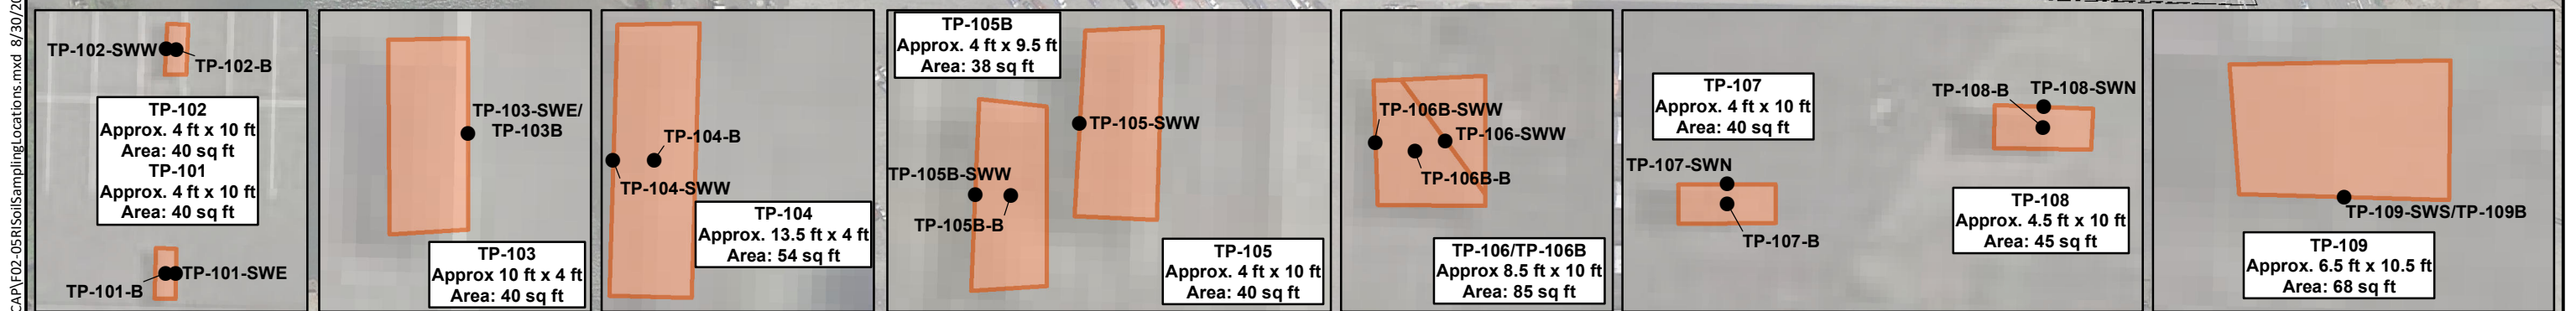 CAP\F02-05RISoilSamplingLocations.mxd 8/30/20
TP-102-SWW
TP-102-B
TP-102
Approx. 4 ft x 10 ft
Area: 40 sq ft
TP-101
Approx. 4 ft x 10 ft
Area: 40 sq ft
TP-101-SWE
TP-101-B
TP-103-SWE/
TP-103B
TP-103
Approx 10 ft x 4 ft
Area: 40 sq ft
TP-104-B
TP-104-SWW
TP-104
Approx. 13.5 ft x 4 ft
Area: 54 sq ft
TP-105B
Approx. 4 ft x 9.5 ft
Area: 38 sq ft
TP-105-SWW
TP-105B-SWW
TP-105B-B
TP-105
Approx. 4 ft x 10 ft
Area: 40 sq ft
TP-106B-SWW
TP-106-SWW
TP-106B-B
TP-106/TP-106B
Approx 8.5 ft x 10 ft
Area: 85 sq ft
TP-107
Approx. 4 ft x 10 ft
Area: 40 sq ft
TP-107-SWN
TP-107-B
TP-108-B
TP-108-SWN
TP-108
Approx. 4.5 ft x 10 ft
Area: 45 sq ft
TP-109-SWS/TP-109B
TP-109
Approx. 6.5 ft x 10.5 ft
Area: 68 sq ft